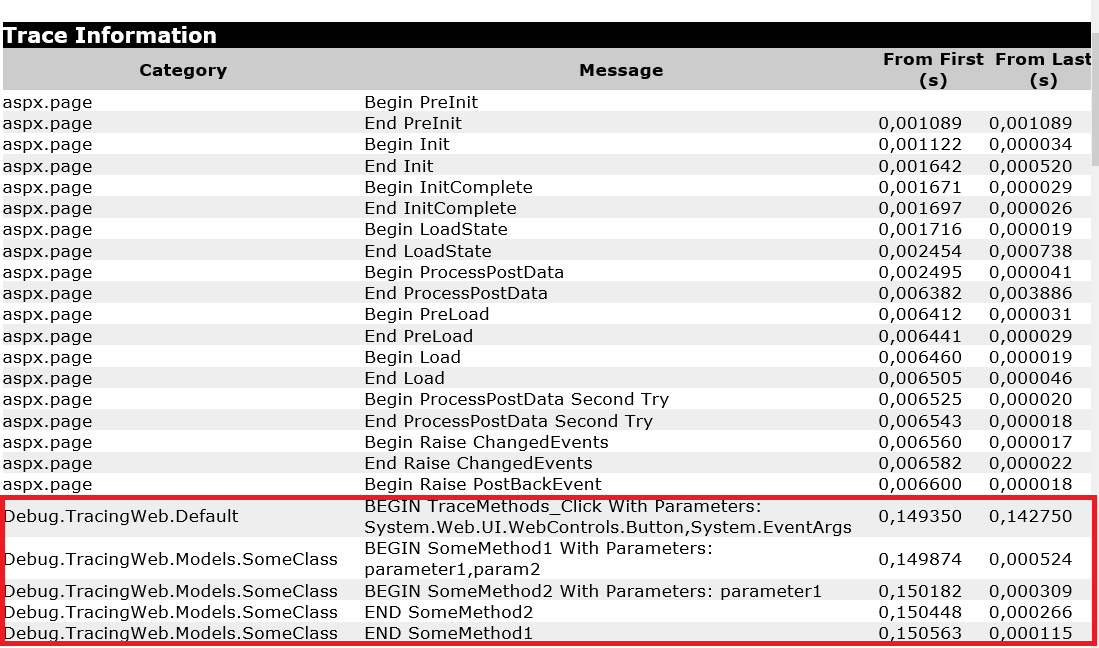 Trace Information
Category Message From First (s) From Last (s)
aspx.page Begin PreInit
aspx.page End PreInit 0,001089 0,001089
aspx.page Begin Init 0,001122 0,000034
aspx.page End Init 0,001642 0,000520
aspx.page Begin InitComplete 0,001671 0,000029
aspx.page End InitComplete 0,001697 0,000026
aspx.page Begin LoadState 0,001716 0,000019
aspx.page End LoadState 0,002454 0,000738
aspx.page Begin ProcessPostData 0,002495 0,000041
aspx.page End ProcessPostData 0,006382 0,003886
aspx.page Begin PreLoad 0,006412 0,000031
aspx.page End PreLoad 0,006441 0,000029
aspx.page Begin Load 0,006460 0,000019
aspx.page End Load 0,006505 0,000046
aspx.page Begin ProcessPostData Second Try 0,006525 0,000020
aspx.page End ProcessPostData Second Try 0,006543 0,000018
aspx.page Begin Raise ChangedEvents 0,006560 0,000017
aspx.page End Raise ChangedEvents 0,006582 0,000022
aspx.page Begin Raise PostBackEvent 0,006600 0,000018
Debug.TracingWeb.Default BEGIN TraceMethods_Click With Parameters:
System.Web.UI.WebControls.Button,System.EventArgs 0,149350 0,142750
Debug.TracingWeb.Models.SomeClass BEGIN SomeMethod1 With Parameters:
parameter1,param2 0,149874 0,000524
Debug.TracingWeb.Models.SomeClass BEGIN SomeMethod2 With Parameters: parameter1 0,150182 0,000309
Debug.TracingWeb.Models.SomeClass END SomeMethod2 0,150448 0,000266
Debug.TracingWeb.Models.SomeClass END SomeMethod1 0,150563 0,000115